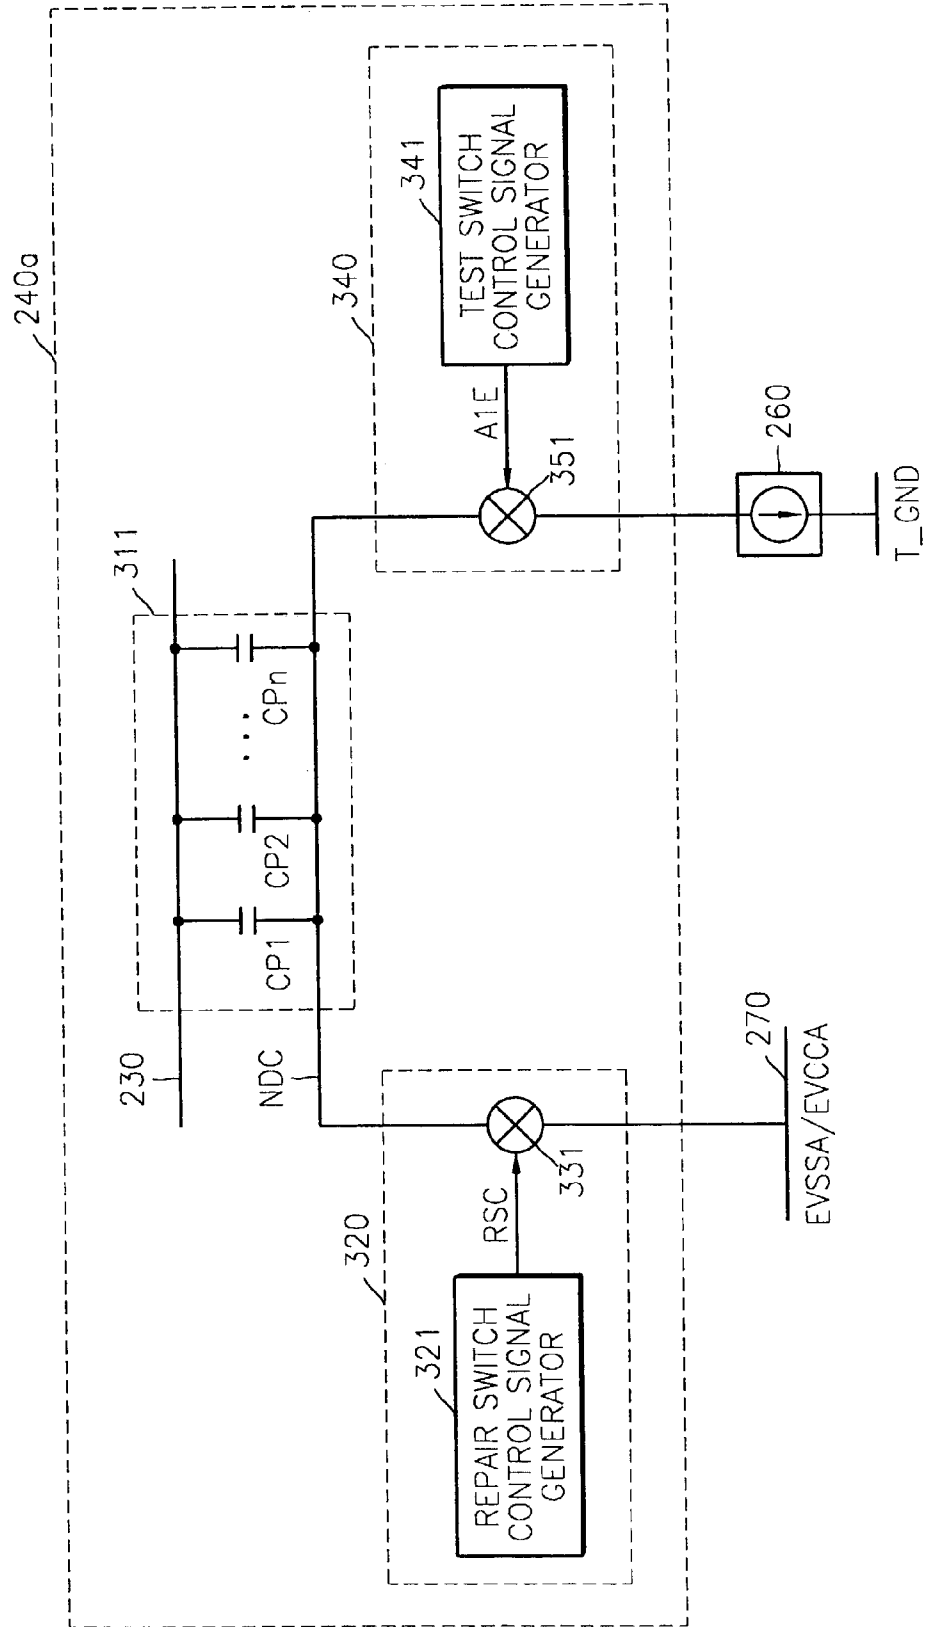 240a
311
230
CP1
CP2
...
CPn
NDC
320
321
REPAIR SWITCH
CONTROL SIGNAL
GENERATOR
RSC
331
340
341
TEST SWITCH
CONTROL SIGNAL
GENERATOR
A1E
351
270
EVSSA/EVCCA
260
T_GND